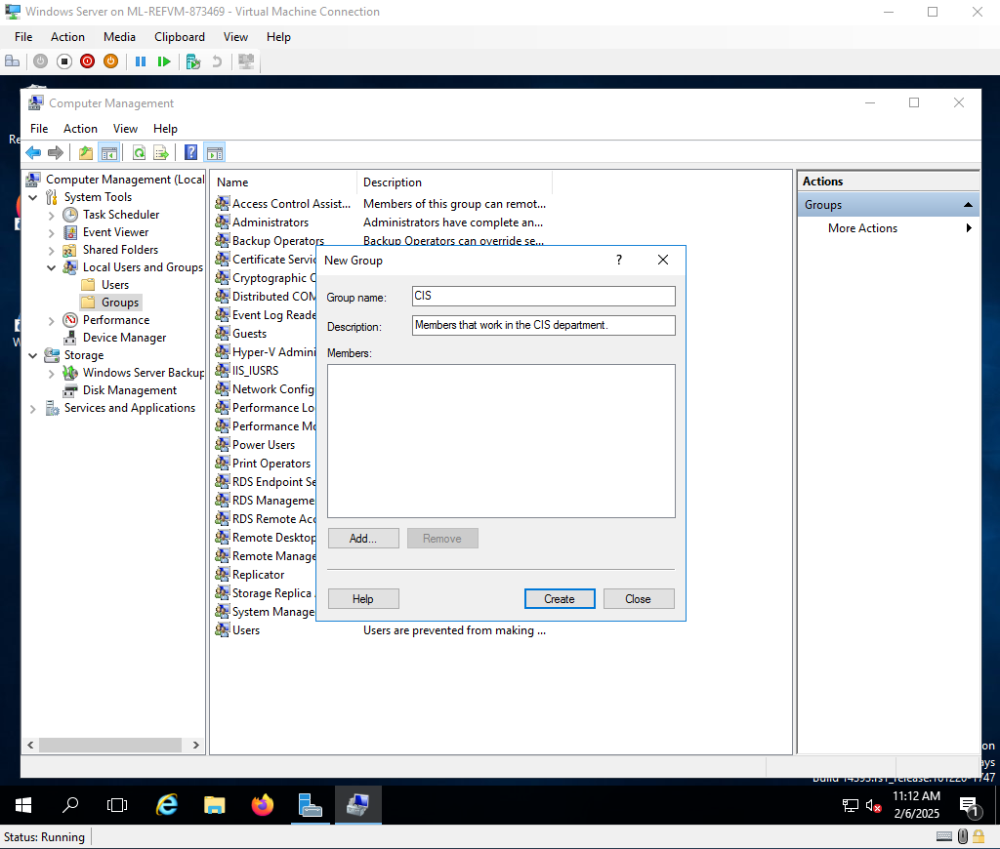 Windows Server on ML-REFVM-873469 - Virtual Machine Connection
File Action Media Clipboard View Help
Computer Management
File Action View Help
Computer Management (Local
System Tools
Task Scheduler
Event Viewer
Shared Folders
Local Users and Groups
Users
Groups
Performance
Device Manager
Storage
Windows Server Backup
Disk Management
Services and Applications
Name Description
Access Control Assist... Members of this group can remot...
Administrators Administrators have complete an...
Backup Operators Backup Operators can override se...
Certificate Servic
Cryptographic
Distributed COM
Event Log Reade
Guests
Hyper-V Admini
IIS_IUSRS
Network Config
Performance Lo
Performance Mo
Power Users
Print Operators
RDS Endpoint Se
RDS Manageme
RDS Remote Acc
Remote Desktop
Remote Manage
Replicator
Storage Replica
System Manage
Users Users are prevented from making ...
New Group
?
Group name: CIS
Description: Members that work in the CIS department.
Members:
Add... Remove
Help Create Close
Actions
Groups
More Actions
Re
W
on
ays
Build 14393.rs1_release.161220-1747
11:12 AM
2/6/2025
1
Status: Running